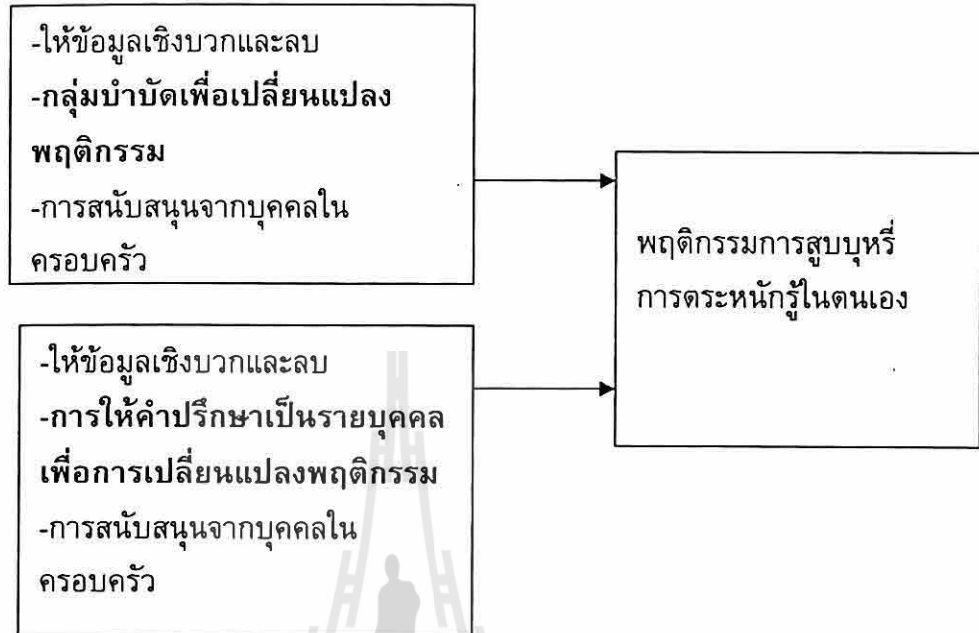 -ให้ข้อมูลเชิงบวกและลบ
-กลุ่มบำบัดเพื่อเปลี่ยนแปลง
พฤติกรรม
-การสนับสนุนจากบุคคลใน
ครอบครัว
พฤติกรรมการสูบบุหรี่
การตระหนักรู้ในตนเอง
-ให้ข้อมูลเชิงบวกและลบ
-การให้คำปรึกษาเป็นรายบุคคล
เพื่อการเปลี่ยนแปลงพฤติกรรม
-การสนับสนุนจากบุคคลใน
ครอบครัว